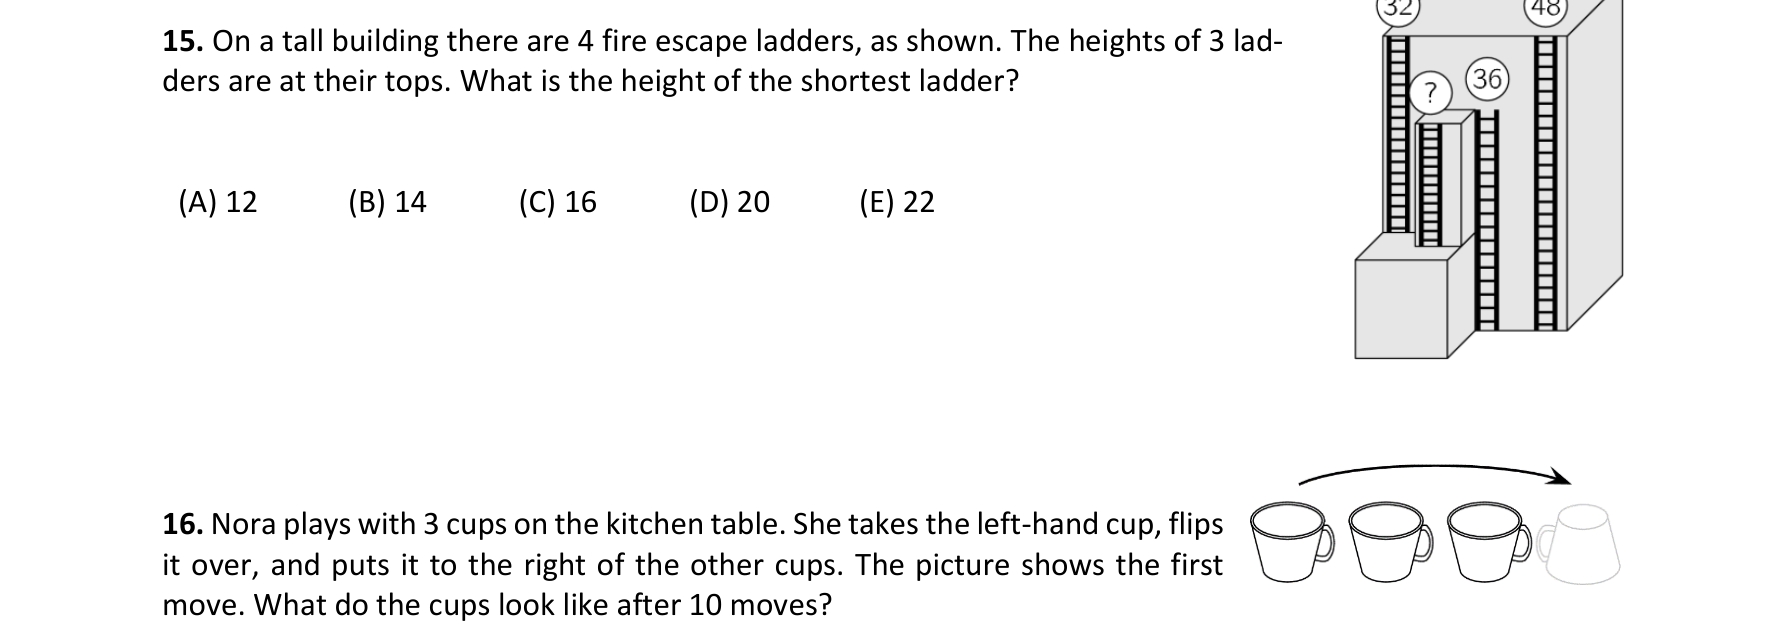 32
48
15. On a tall building there are 4 fire escape ladders, as shown. The heights of 3 lad-
ders are at their tops. What is the height of the shortest ladder?
36
?
(A) 12 (B) 14 (C) 16 (D) 20 (E) 22
16. Nora plays with 3 cups on the kitchen table. She takes the left-hand cup, flips
it over, and puts it to the right of the other cups. The picture shows the first
move. What do the cups look like after 10 moves?